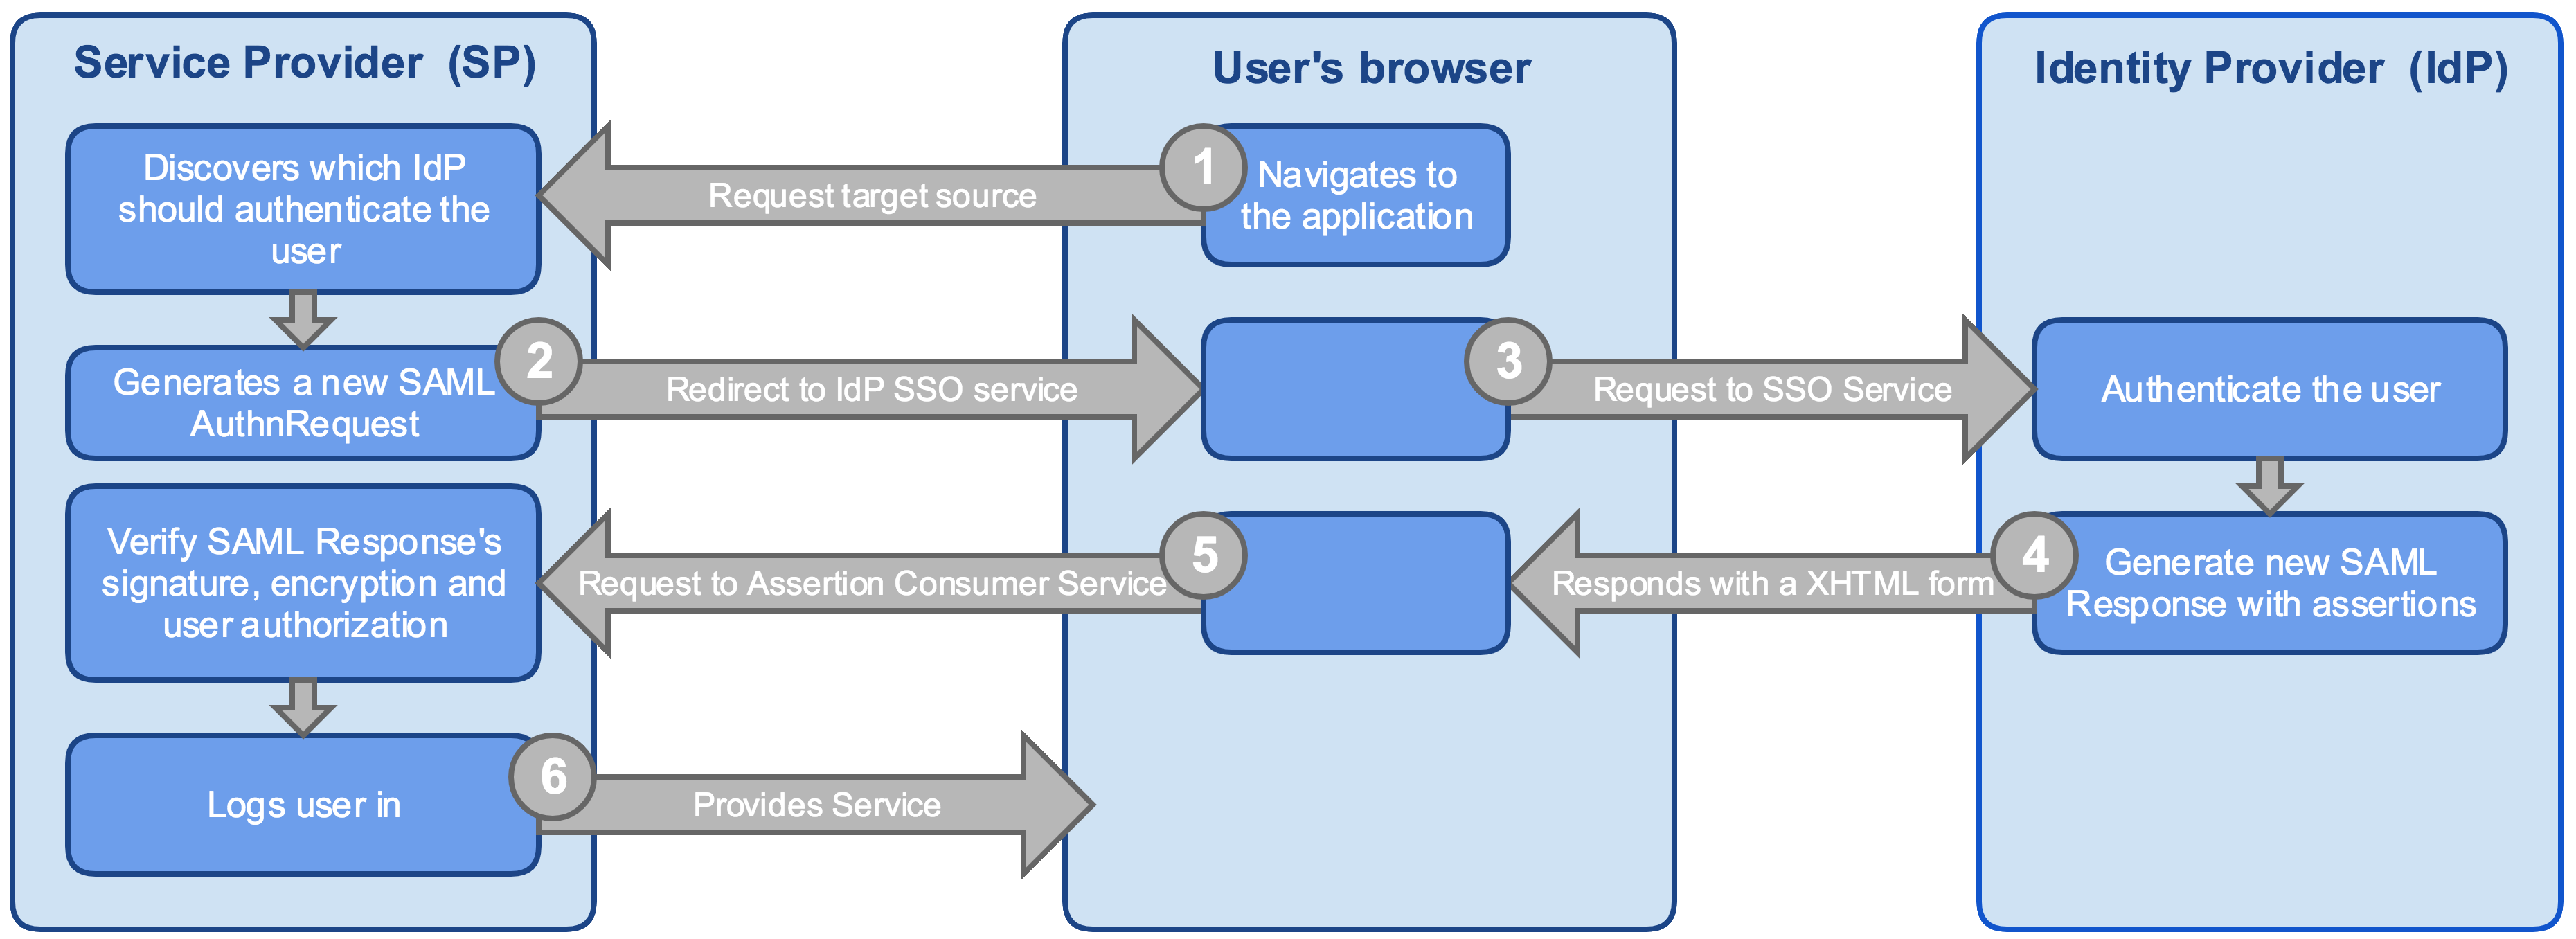 Service Provider  (SP)
User's browser
Identity Provider  (IdP)
Discovers which IdP
should authenticate the
user
Request target source
1
Navigates to
the application
Generates a new SAML
AuthnRequest
2
Redirect to IdP SSO service
3
Request to SSO Service
Authenticate the user
Verify SAML Response's
signature, encryption and
user authorization
Request to Assertion Consumer Service
5
Responds with a XHTML form
4
Generate new SAML
Response with assertions
Logs user in
6
Provides Service